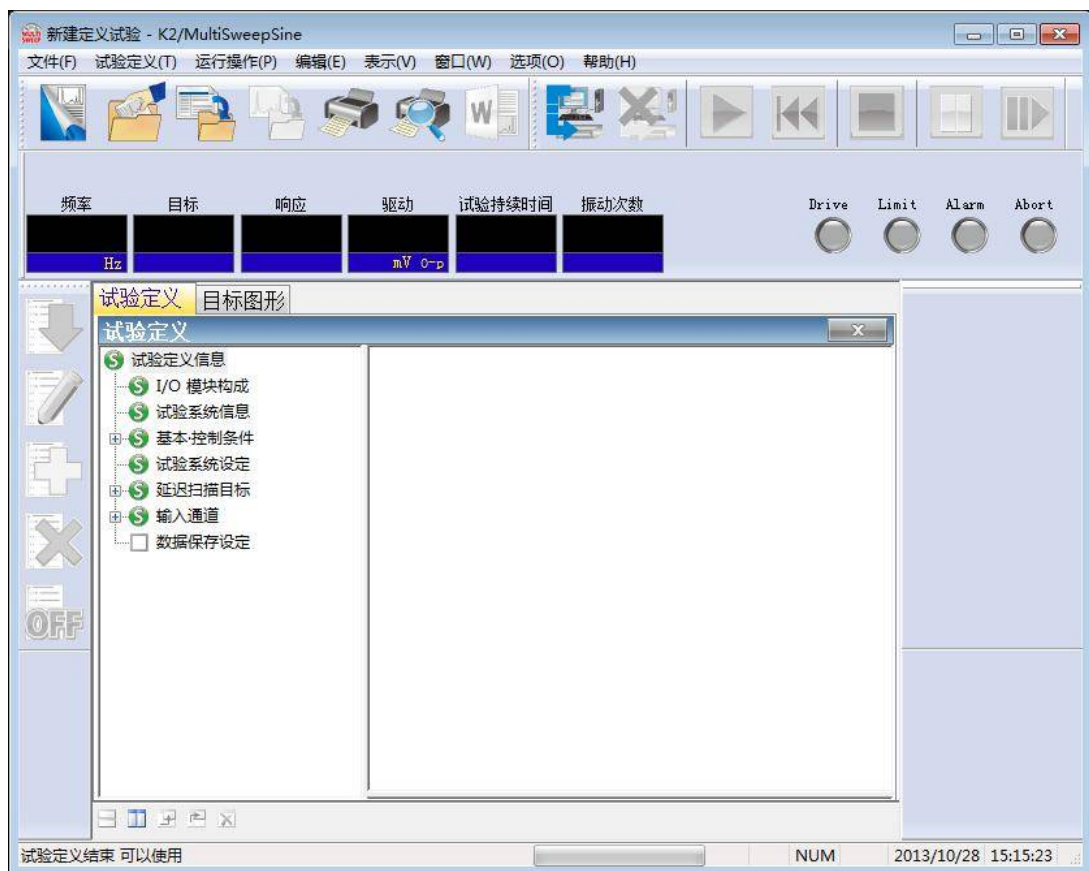 新建定义试验 - K2/MultiSweepSine
文件(F) 试验定义(T) 运行操作(P) 编辑(E) 表示(V) 窗口(W) 选项(O) 帮助(H)
W
频率 目标 响应 驱动 试验持续时间 振动次数 Drive Limit Alarm Abort
Hz mV 0-p
试验定义 目标图形
试验定义
试验定义信息
I/O 模块构成
试验系统信息
基本·控制条件
试验系统设定
延迟扫描目标
输入通道
数据保存设定
OFF
试验定义结束 可以使用 NUM 2013/10/28 15:15:23